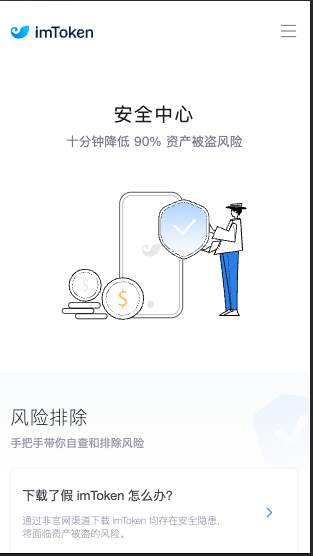 imToken
安全中心
十分钟降低 90% 资产被盗风险
$
$
风险排除
手把手带你自查和排除风险
下载了假 imToken 怎么办?
通过非官网渠道下载 imToken 均存在安全隐患,
将面临资产被盗的风险。